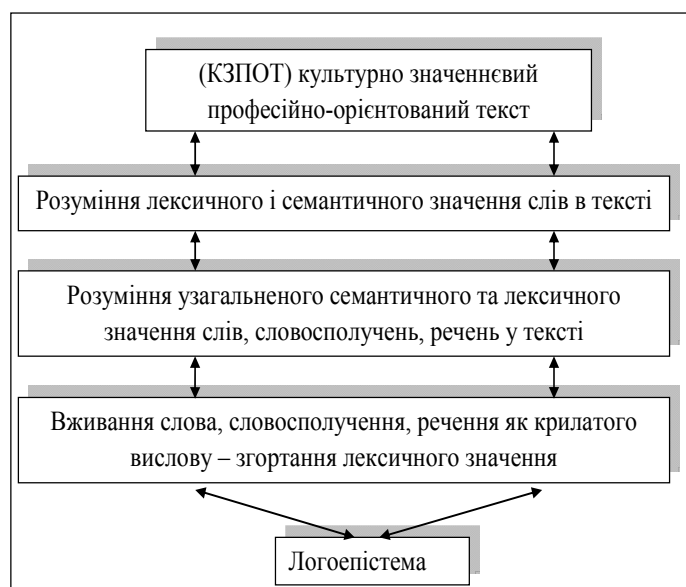 (КЗПОТ) культурно значеннєвий
професійно-орієнтований текст
Розуміння лексичного і семантичного значення слів в тексті
Розуміння узагальненого семантичного та лексичного
значення слів, словосполучень, речень у тексті
Вживання слова, словосполучення, речення як крилатого
вислову – згортання лексичного значення
Логоепістема